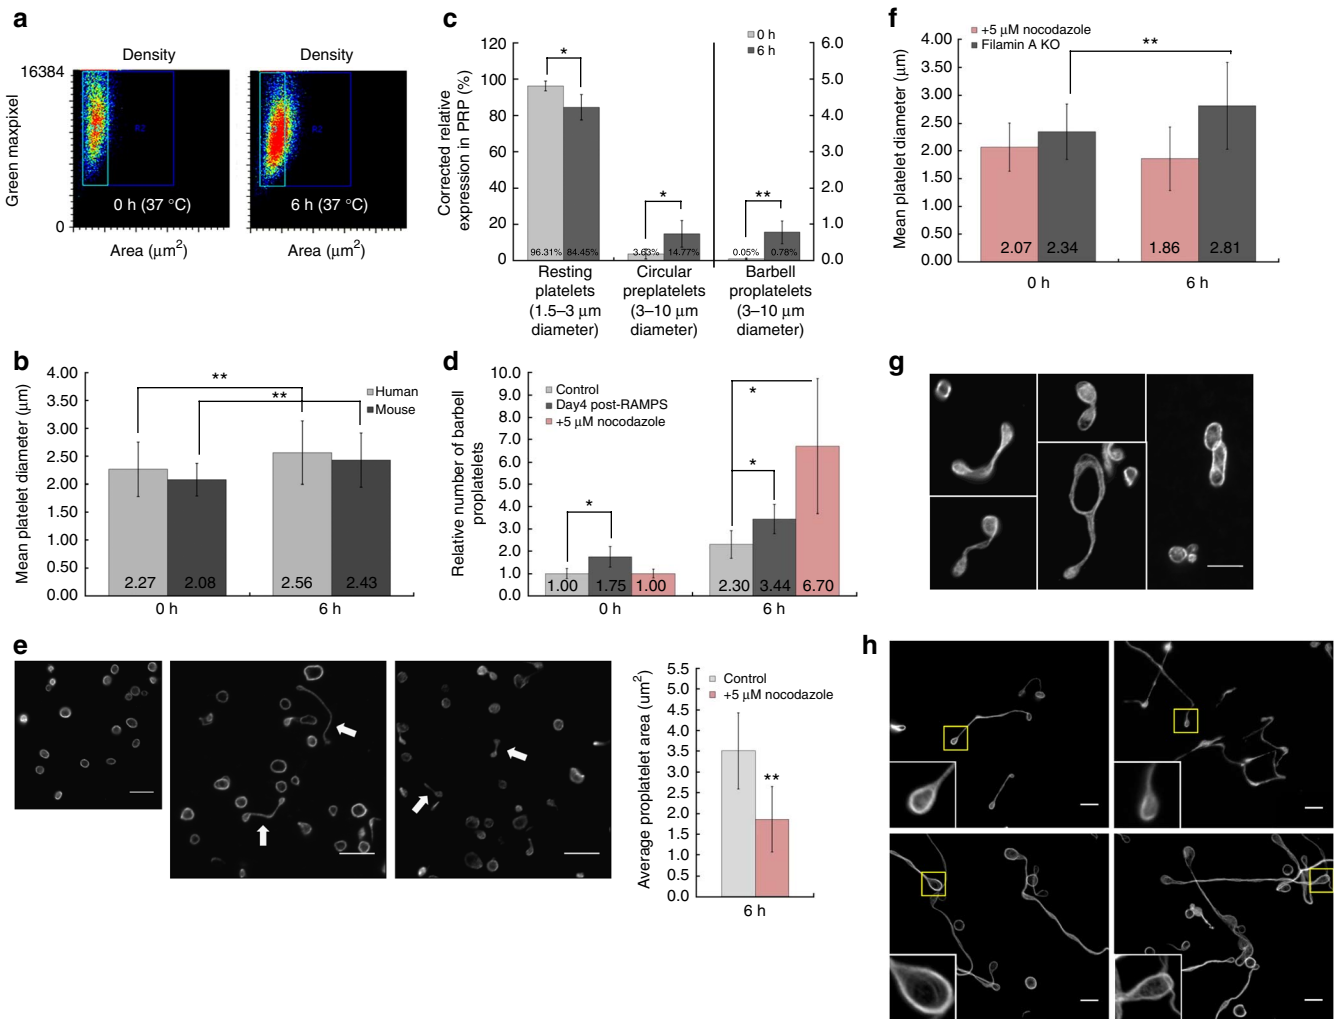 a
Density
Density
16384
Green maxpixel
R2
R2
0 h (37 °C)
6 h (37 °C)
0
Area (μm²)
Area (μm²)
b
Mean platelet diameter (μm)
4.00
3.50
3.00
2.50
2.00
1.50
1.00
0.50
0.00
**
**
Human
Mouse
2.27
2.08
2.56
2.43
0 h
6 h
c
Corrected relative
expression in PRP (%)
120
100
80
60
40
20
0
0 h
6 h
6.0
5.0
4.0
3.0
2.0
1.0
0.0
*
*
**
96.31%
84.45%
3.63%
14.77%
0.05%
0.78%
Resting
platelets
(1.5–3 μm
diameter)
Circular
preplatelets
(3–10 μm
diameter)
Barbell
proplatelets
(3–10 μm
diameter)
d
Relative number of barbell
proplatelets
10.0
9.0
8.0
7.0
6.0
5.0
4.0
3.0
2.0
1.0
0.0
Control
Day4 post-RAMPS
+5 μM nocodazole
*
*
*
1.00
1.75
1.00
2.30
3.44
6.70
0 h
6 h
e
Average proplatelet area (um²)
5.5
5.0
4.5
4.0
3.5
3.0
2.5
2.0
1.5
1.0
0.5
0.0
Control
+5 μM nocodazole
**
6 h
f
Mean platelet diameter (μm)
4.00
3.50
3.00
2.50
2.00
1.50
1.00
0.50
0.00
+5 μM nocodazole
Filamin A KO
**
2.07
2.34
1.86
2.81
0 h
6 h
g
h